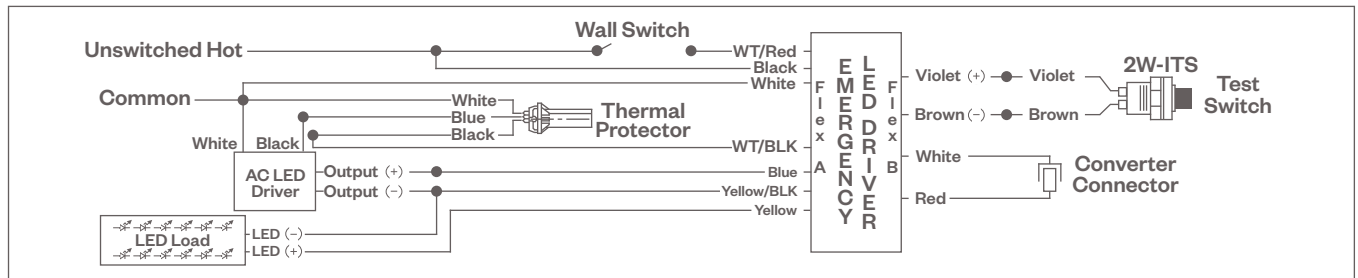 Unswitched Hot
Wall Switch
WT/Red
Black
White
Common
White
Blue
Black
Thermal
Protector
White
Black
WT/BLK
AC LED
Driver
Output (+)
Output (-)
Blue
Yellow/BLK
Yellow
LED Load
LED (-)
LED (+)
Flex A
EMERGENCY
LED DRIVER
Flex B
Violet (+)
Violet
Brown (-)
Brown
2W-ITS
Test
Switch
White
Red
Converter
Connector